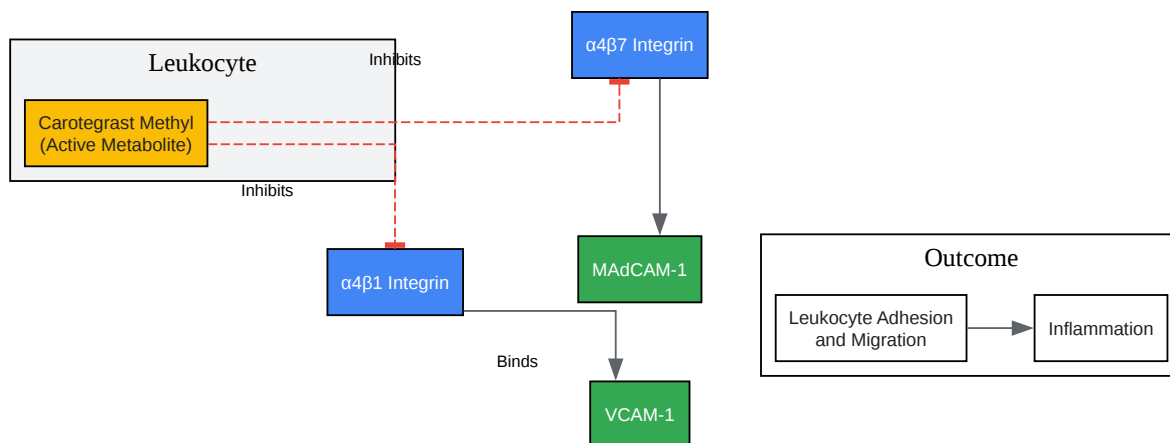 α4β7 Integrin
Leukocyte
Inhibits
Carotegrast Methyl
(Active Metabolite)
Inhibits
α4β1 Integrin
MAdCAM-1
Outcome
Leukocyte Adhesion
and Migration
Inflammation
Binds
VCAM-1